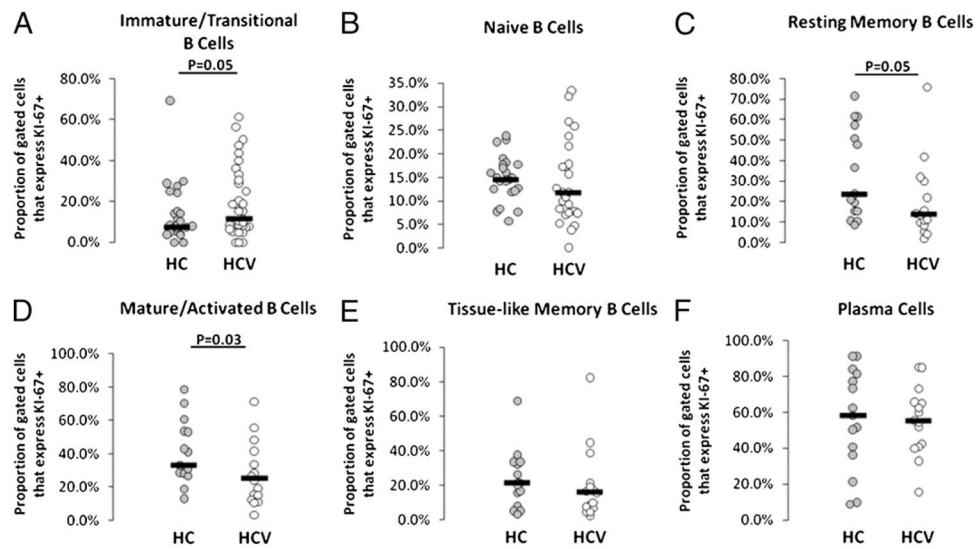 A
Immature/Transitional
B Cells
P=0.05
Proportion of gated cells
that express KI-67+
80.0%
60.0%
40.0%
20.0%
0.0%
HC HCV
B
Naive B Cells
Proportion of gated cells
that express KI-67+
35.0%
30.0%
25.0%
20.0%
15.0%
10.0%
5.0%
0.0%
HC HCV
C
Resting Memory B Cells
P=0.05
Proportion of gated cells
that express KI-67+
80.0%
70.0%
60.0%
50.0%
40.0%
30.0%
20.0%
10.0%
0.0%
HC HCV
D
Mature/Activated B Cells
P=0.03
Proportion of gated cells
that express KI-67+
100.0%
80.0%
60.0%
40.0%
20.0%
0.0%
HC HCV
E
Tissue-like Memory B Cells
Proportion of gated cells
that express KI-67+
100.0%
80.0%
60.0%
40.0%
20.0%
0.0%
HC HCV
F
Plasma Cells
Proportion of gated cells
that express KI-67+
100.0%
80.0%
60.0%
40.0%
20.0%
0.0%
HC HCV